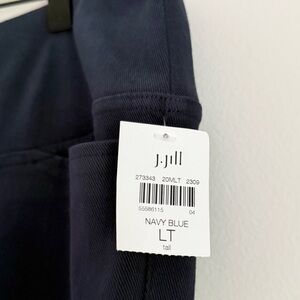 J.Jill
273343 20MLT 2309
55586115 04
NAVY BLUE
LT
tall